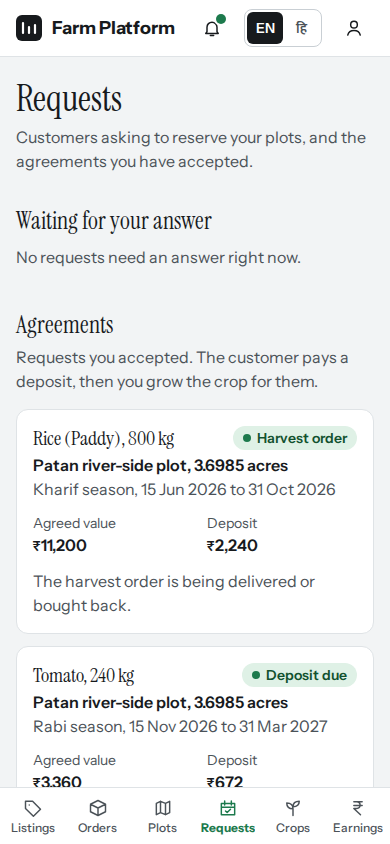 Farm Platform
EN
हि
Requests
Customers asking to reserve your plots, and the
agreements you have accepted.
Waiting for your answer
No requests need an answer right now.
Agreements
Requests you accepted. The customer pays a
deposit, then you grow the crop for them.
Rice (Paddy), 800 kg
Harvest order
Patan river-side plot, 3.6985 acres
Kharif season, 15 Jun 2026 to 31 Oct 2026
Agreed value
Deposit
₹11,200
₹2,240
The harvest order is being delivered or
bought back.
Tomato, 240 kg
Deposit due
Patan river-side plot, 3.6985 acres
Rabi season, 15 Nov 2026 to 31 Mar 2027
Agreed value
Deposit
₹3,360
₹672
Listings
Orders
Plots
Requests
Crops
Earnings